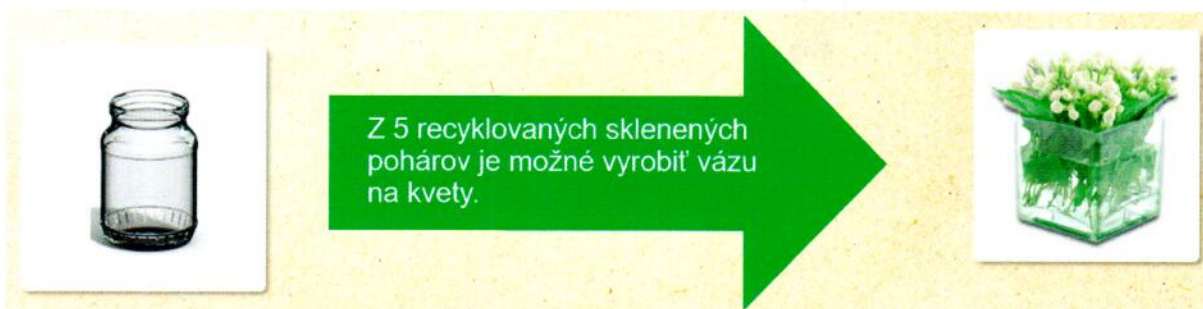 Z 5 recyklovaných sklenených
pohárov je možné vyrobiť vázu
na kvety.